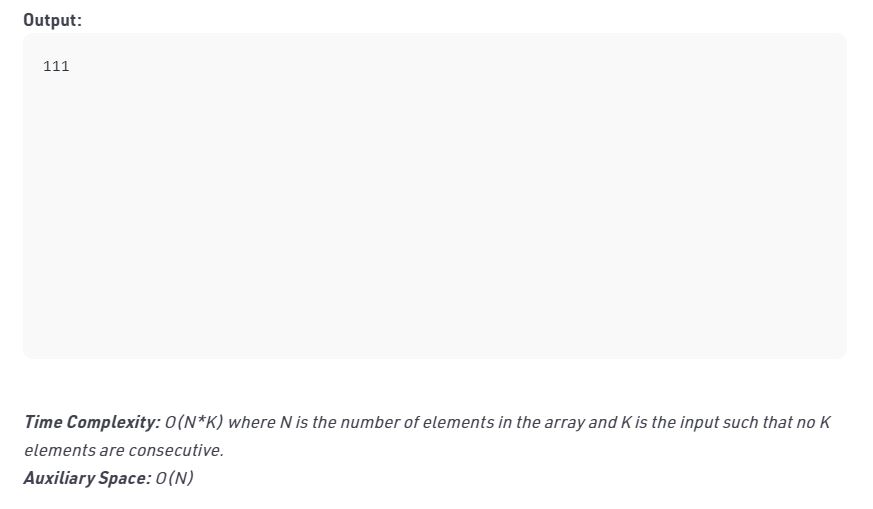 Output:
111
Time Complexity: O(N*K) where N is the number of elements in the array and K is the input such that no K
elements are consecutive.
Auxiliary Space: O(N)